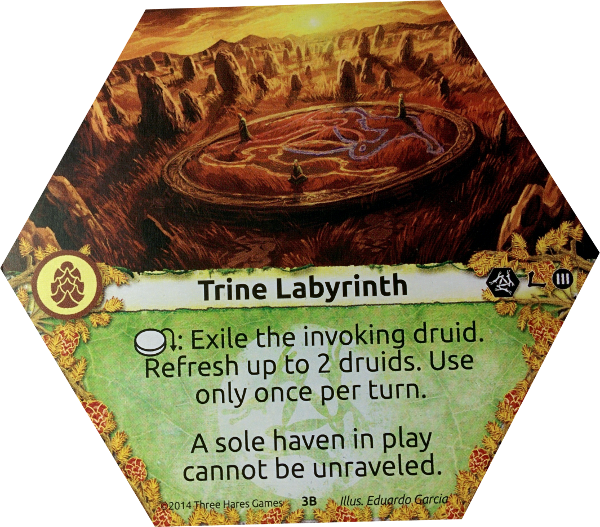 Trine Labyrinth
III
: Exile the invoking druid.
Refresh up to 2 druids. Use
only once per turn.
A sole haven in play
cannot be unraveled.
©2014 Three Hares Games 3B Illus. Eduardo Garcia